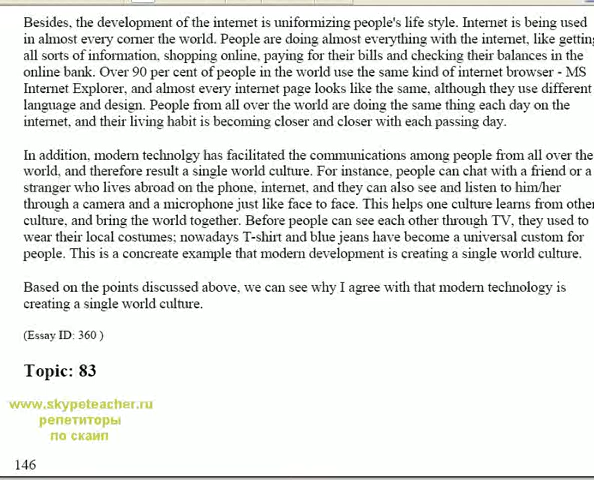 Besides, the development of the internet is uniformizing people's life style. Internet is being used
in almost every corner the world. People are doing almost everything with the internet, like getting
all sorts of information, shopping online, paying for their bills and checking their balances in the
online bank. Over 90 per cent of people in the world use the same kind of internet browser - MS
Internet Explorer, and almost every internet page looks like the same, although they use different
language and design. People from all over the world are doing the same thing each day on the
internet, and their living habit is becoming closer and closer with each passing day.
In addition, modern technolgy has facilitated the communications among people from all over the
world, and therefore result a single world culture. For instance, people can chat with a friend or a
stranger who lives abroad on the phone, internet, and they can also see and listen to him/her
through a camera and a microphone just like face to face. This helps one culture learns from other
culture, and bring the world together. Before people can see each other through TV, they used to
wear their local costumes; nowadays T-shirt and blue jeans have become a universal custom for
people. This is a concreate example that modern development is creating a single world culture.
Based on the points discussed above, we can see why I agree with that modern technology is
creating a single world culture.
(Essay ID: 360 )
Topic: 83
www.skypeteacher.ru
репетиторы
по скайп
146